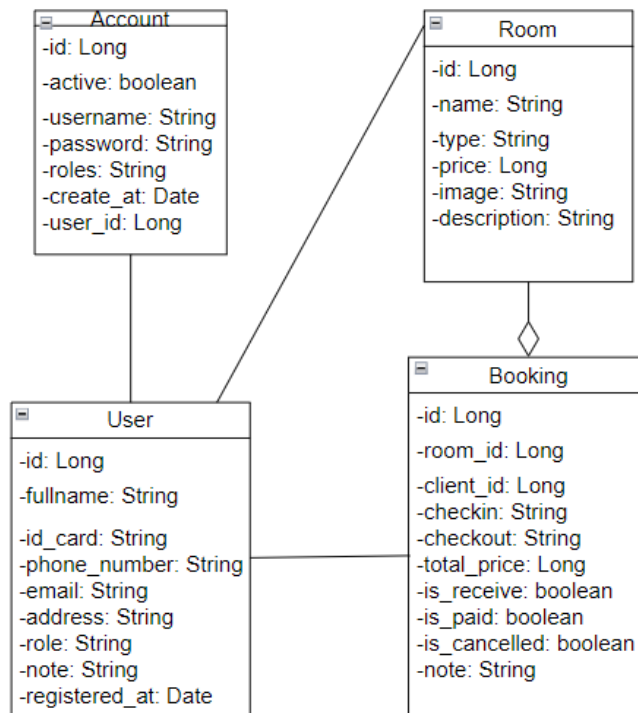 Account
-id: Long
-active: boolean
-username: String
-password: String
-roles: String
-create_at: Date
-user_id: Long
Room
-id: Long
-name: String
-type: String
-price: Long
-image: String
-description: String
User
-id: Long
-fullname: String
-id_card: String
-phone_number: String
-email: String
-address: String
-role: String
-note: String
-registered_at: Date
Booking
-id: Long
-room_id: Long
-client_id: Long
-checkin: String
-checkout: String
-total_price: Long
-is_receive: boolean
-is_paid: boolean
-is_cancelled: boolean
-note: String